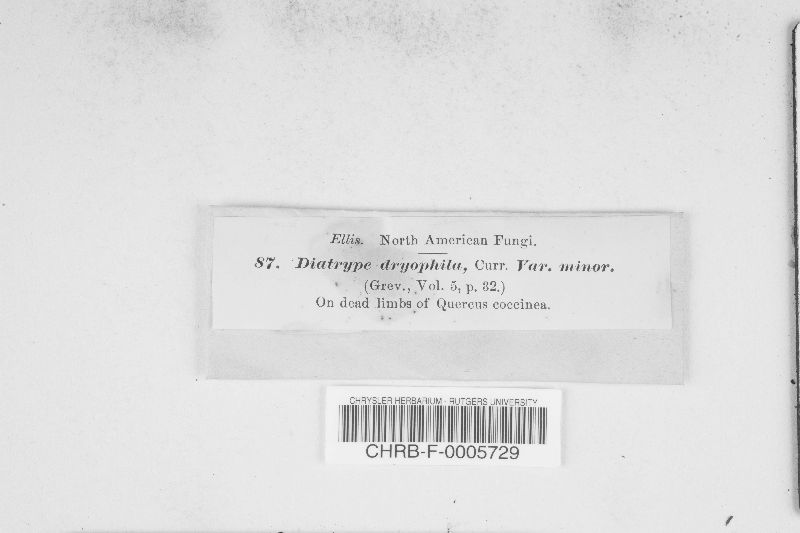 Ellis. North American Fungi.
87. Diatrype dryophila, Curr. Var. minor.
(Grev., Vol. 5, p. 32.)
On dead limbs of Quercus coccinea.
CHRYSLER HERBARIUM - RUTGERS UNIVERSITY
CHRB-F-0005729